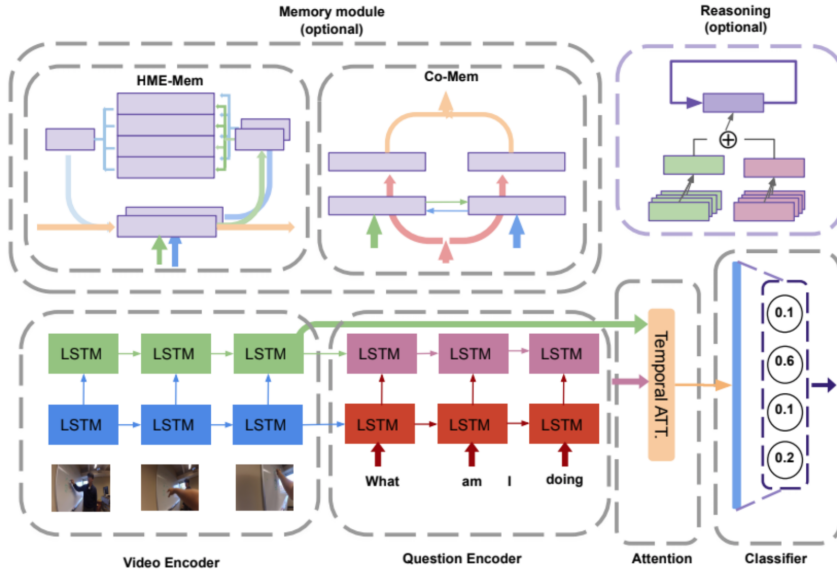 Memory module
(optional)
Reasoning
(optional)
HME-Mem
Co-Mem
LSTM LSTM LSTM LSTM LSTM LSTM
LSTM LSTM LSTM LSTM LSTM LSTM
What am I doing
Temporal ATT.
0.1
0.6
0.1
0.2
Video Encoder
Question Encoder
Attention
Classifier